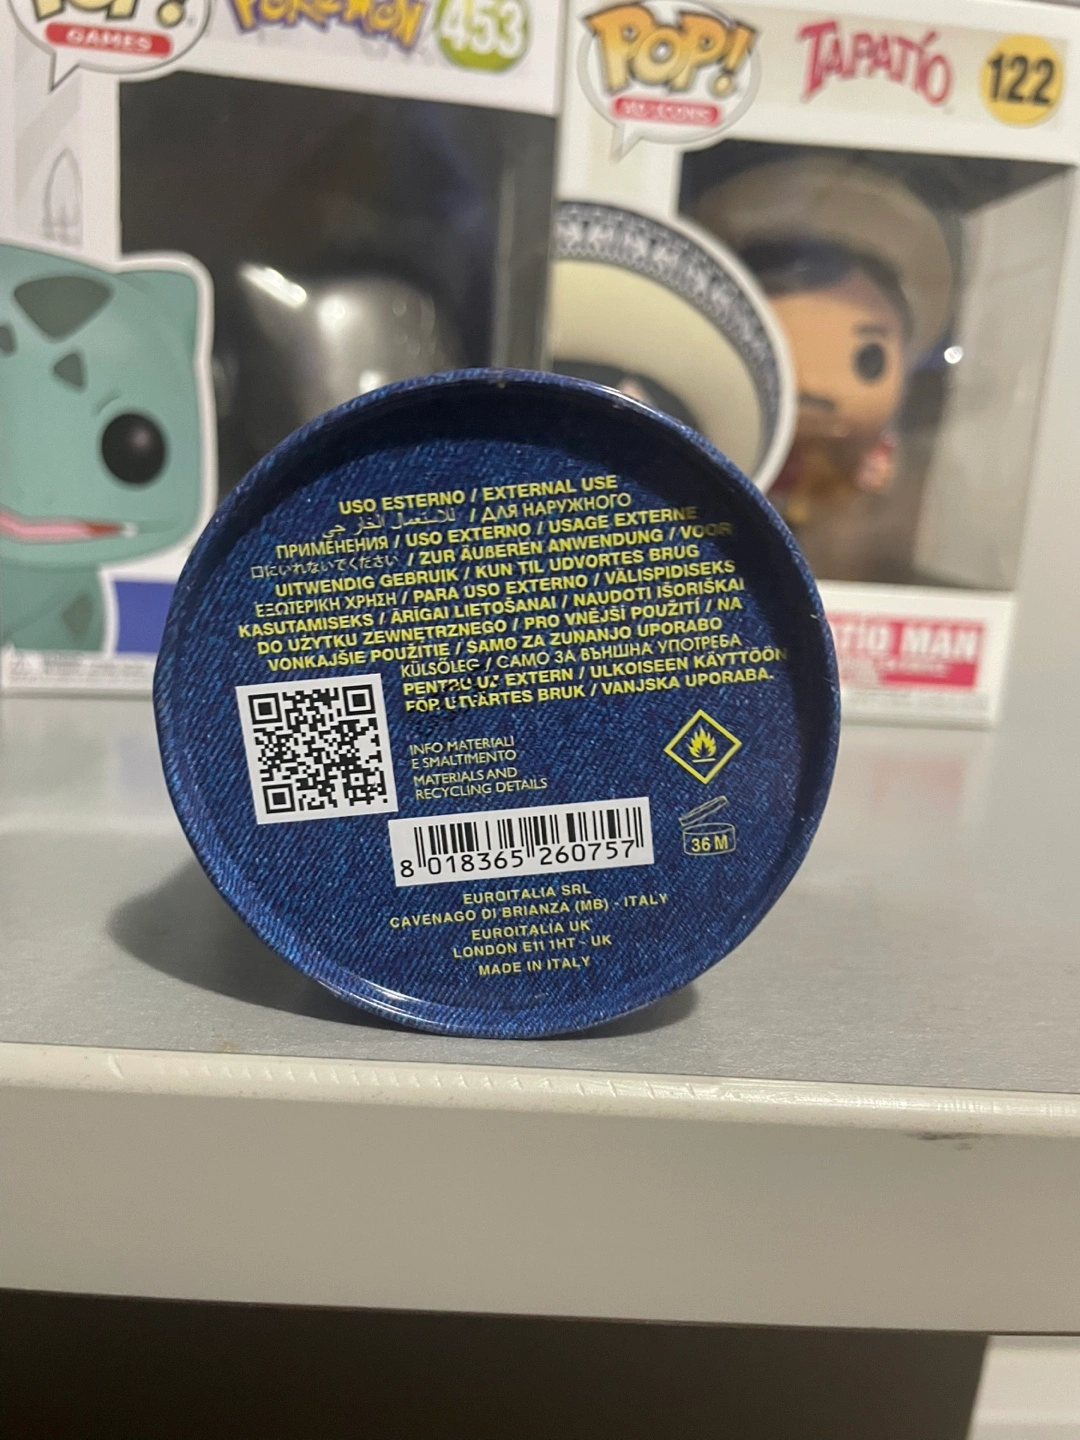 POP!
GAMES
POKÉMON
453
POP!
AD ICONS
TAPATÍO
122
TÍO MAN
USO ESTERNO / EXTERNAL USE
للاستعمال الخارجي / ДЛЯ НАРУЖНОГО
ПРИМЕНЕНИЯ / USO EXTERNO / USAGE EXTERNE
口にいれないでください / ZUR ÄUßEREN ANWENDUNG / VOOR
UITWENDIG GEBRUIK / KUN TIL UDVORTES BRUG
ΕΞΩΤΕΡΙΚΗ ΧΡΗΣΗ / PARA USO EXTERNO / VÄLISPIDISEKS
KASUTAMISEKS / ĀRĪGAI LIETOŠANAI / NAUDOTI IŠORIŠKAI
DO UŻYTKU ZEWNĘTRZNEGO / PRO VNĚJŠÍ POUŽITÍ / NA
VONKAJŠIE POUŽITIE / SAMO ZA ZUNANJO UPORABO
KÜLSŐLEG / САМО ЗА ВЪНШНА УПОТРЕБА
PENTRU UZ EXTERN / ULKOISEEN KÄYTTÖÖN
FÖR UTVÄRTES BRUK / VANJSKA UPORABA.
INFO MATERIALI
E SMALTIMENTO
MATERIALS AND
RECYCLING DETAILS
36 M
8 018365 260757
EUROITALIA SRL
CAVENAGO DI BRIANZA (MB) - ITALY
EUROITALIA UK
LONDON E11 1HT - UK
MADE IN ITALY